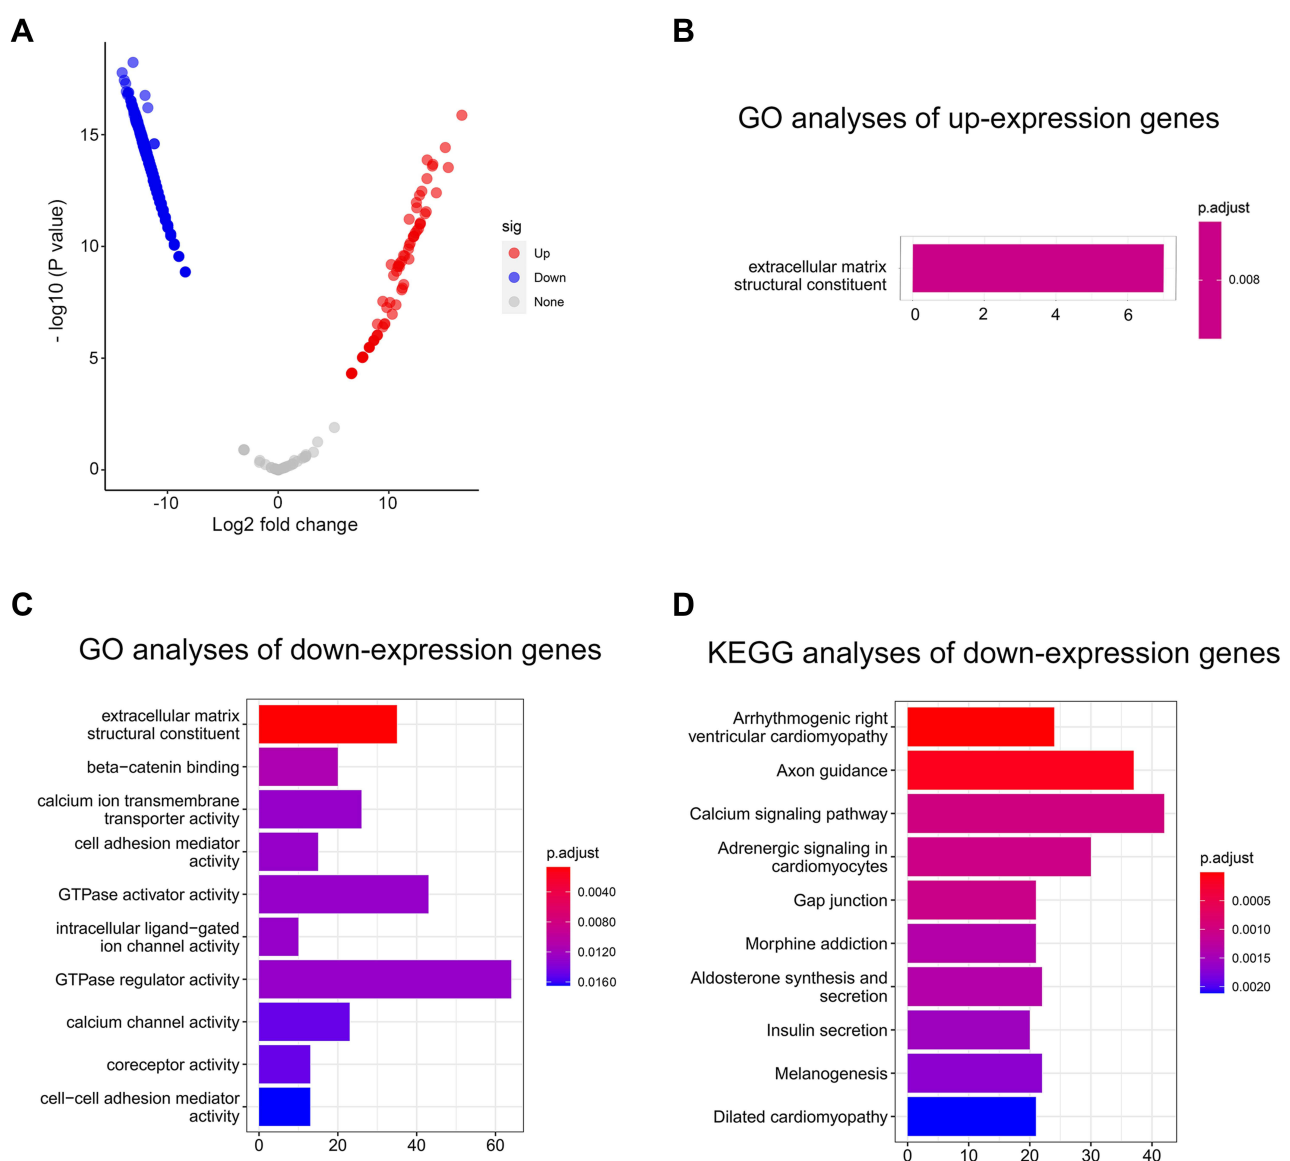 A
15
10
5
0
-10
0
10
- log10 (P value)
Log2 fold change
sig
Up
Down
None
B
GO analyses of up-expression genes
extracellular matrix
structural constituent
0
2
4
6
p.adjust
0.008
C
GO analyses of down-expression genes
extracellular matrix
structural constituent
beta−catenin binding
calcium ion transmembrane
transporter activity
cell adhesion mediator
activity
GTPase activator activity
intracellular ligand−gated
ion channel activity
GTPase regulator activity
calcium channel activity
coreceptor activity
cell−cell adhesion mediator
activity
0
20
40
60
p.adjust
0.0040
0.0080
0.0120
0.0160
D
KEGG analyses of down-expression genes
Arrhythmogenic right
ventricular cardiomyopathy
Axon guidance
Calcium signaling pathway
Adrenergic signaling in
cardiomyocytes
Gap junction
Morphine addiction
Aldosterone synthesis and
secretion
Insulin secretion
Melanogenesis
Dilated cardiomyopathy
0
10
20
30
40
p.adjust
0.0005
0.0010
0.0015
0.0020